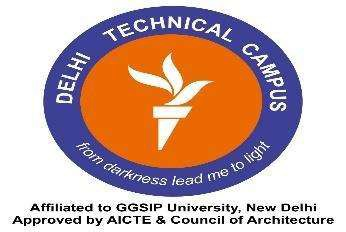 DELHI TECHNICAL CAMPUS
from darkness lead me to light
Affiliated to GGSIP University, New Delhi
Approved by AICTE & Council of Architecture